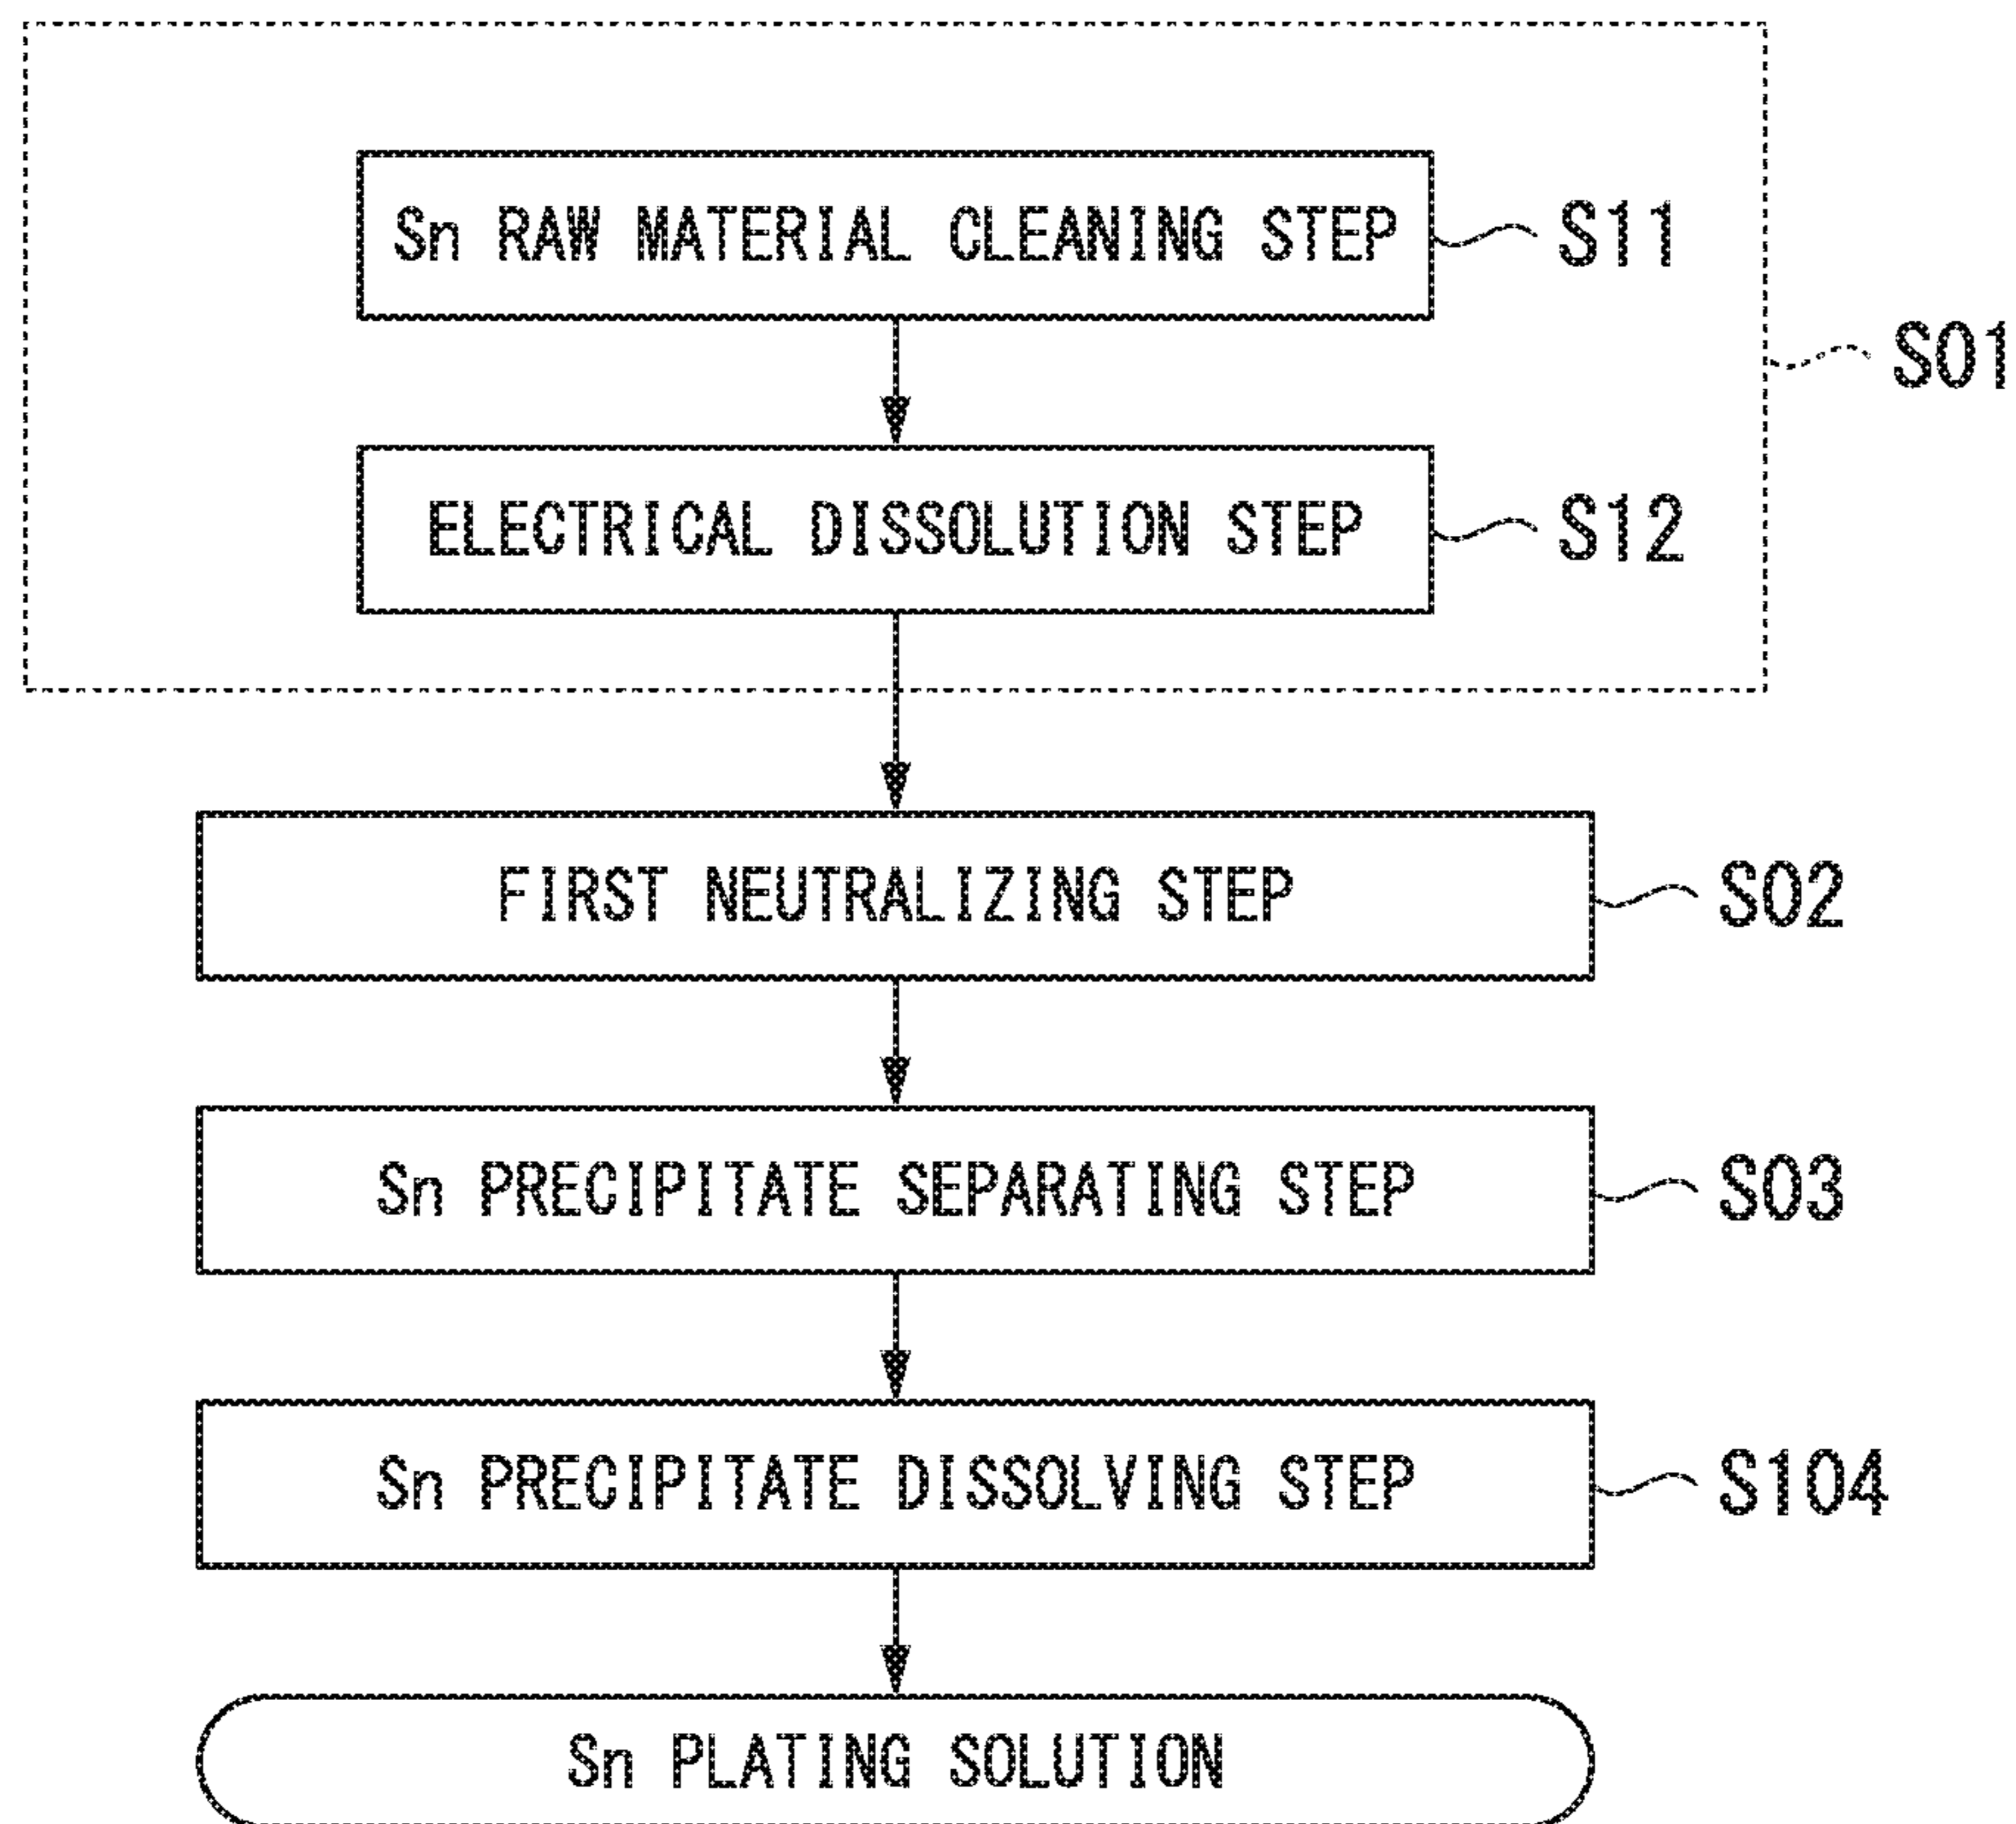 Sn RAW MATERIAL CLEANING STEP
S11
S01
ELECTRICAL DISSOLUTION STEP
S12
FIRST NEUTRALIZING STEP
S02
Sn PRECIPITATE SEPARATING STEP
S03
Sn PRECIPITATE DISSOLVING STEP
S104
Sn PLATING SOLUTION